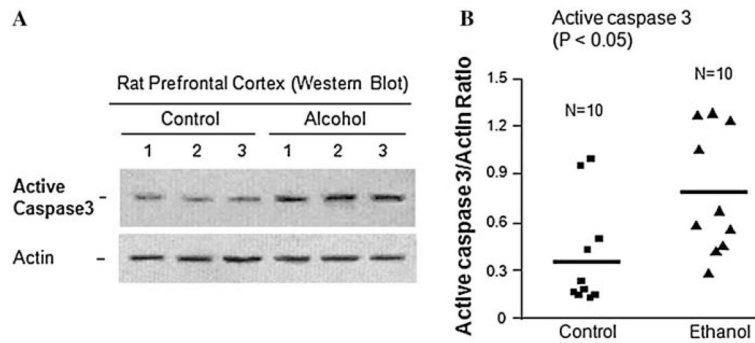 A
Rat Prefrontal Cortex (Western Blot)
Control Alcohol
1 2 3 1 2 3
Active
Caspase3 -
Actin -
B
Active caspase 3
(P < 0.05)
Active caspase 3/Actin Ratio
1.5
1.2
0.9
0.6
0.3
0
N=10
N=10
Control Ethanol